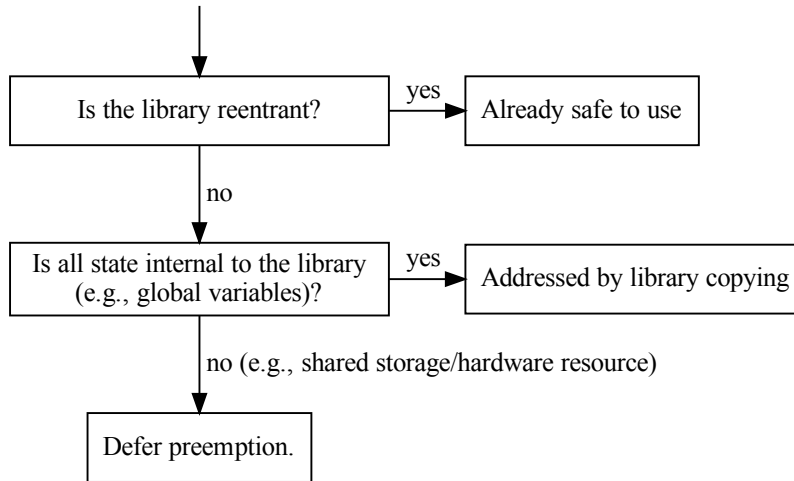 Is the library reentrant?
yes
Already safe to use
no
Is all state internal to the library
(e.g., global variables)?
yes
Addressed by library copying
no (e.g., shared storage/hardware resource)
Defer preemption.